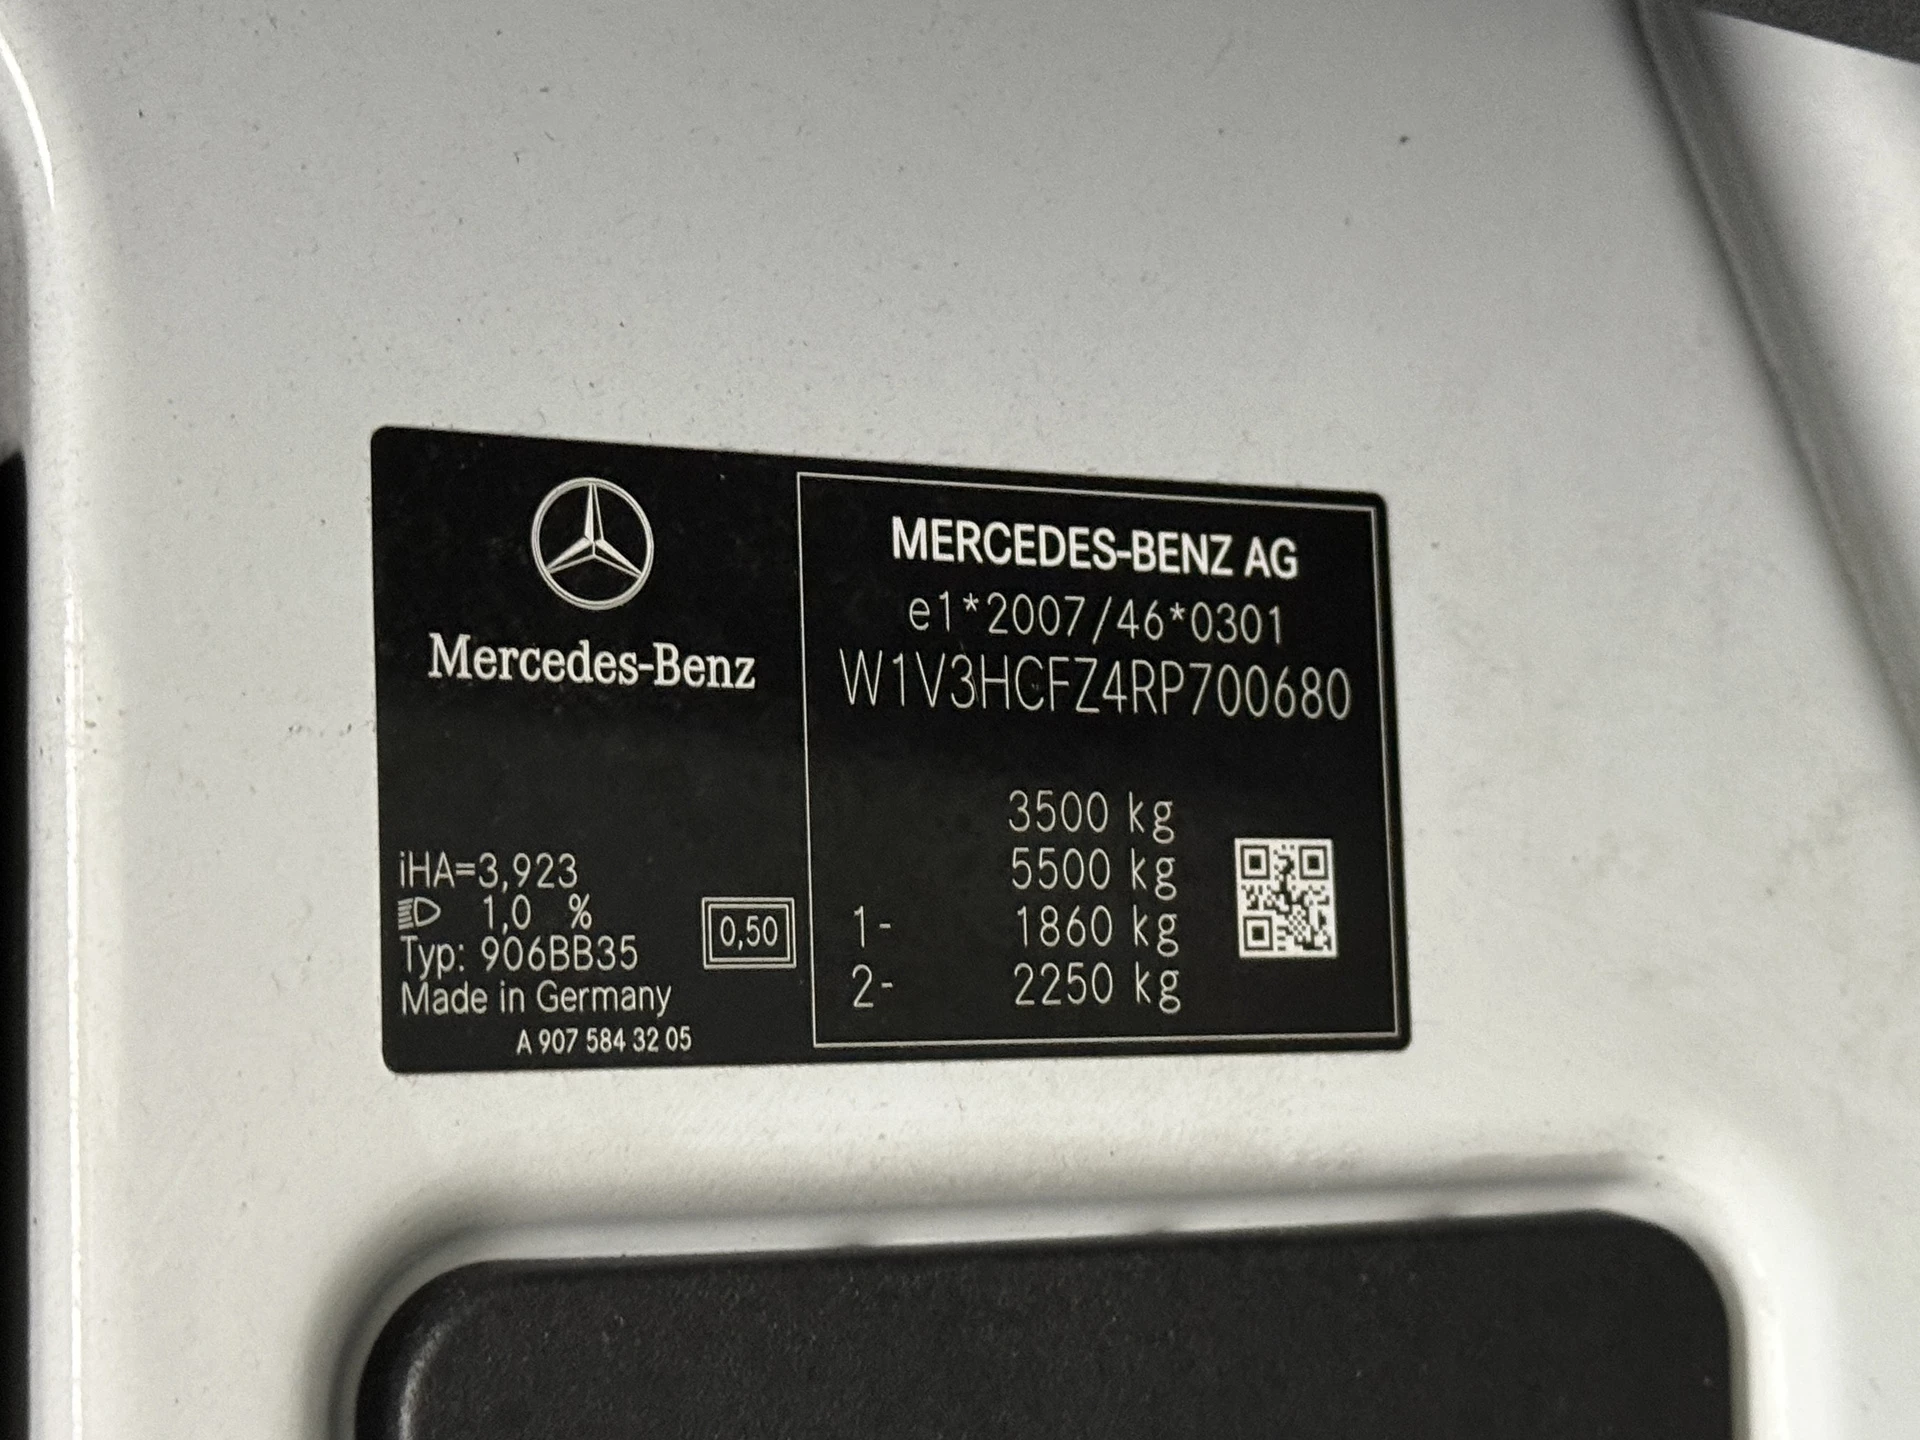 Mercedes-Benz
iHA=3,923
1,0 %
Typ: 906BB35
0,50
Made in Germany
A 907 584 32 05
MERCEDES-BENZ AG
e1*2007/46*0301
W1V3HCFZ4RP700680
3500 kg
5500 kg
1- 1860 kg
2- 2250 kg